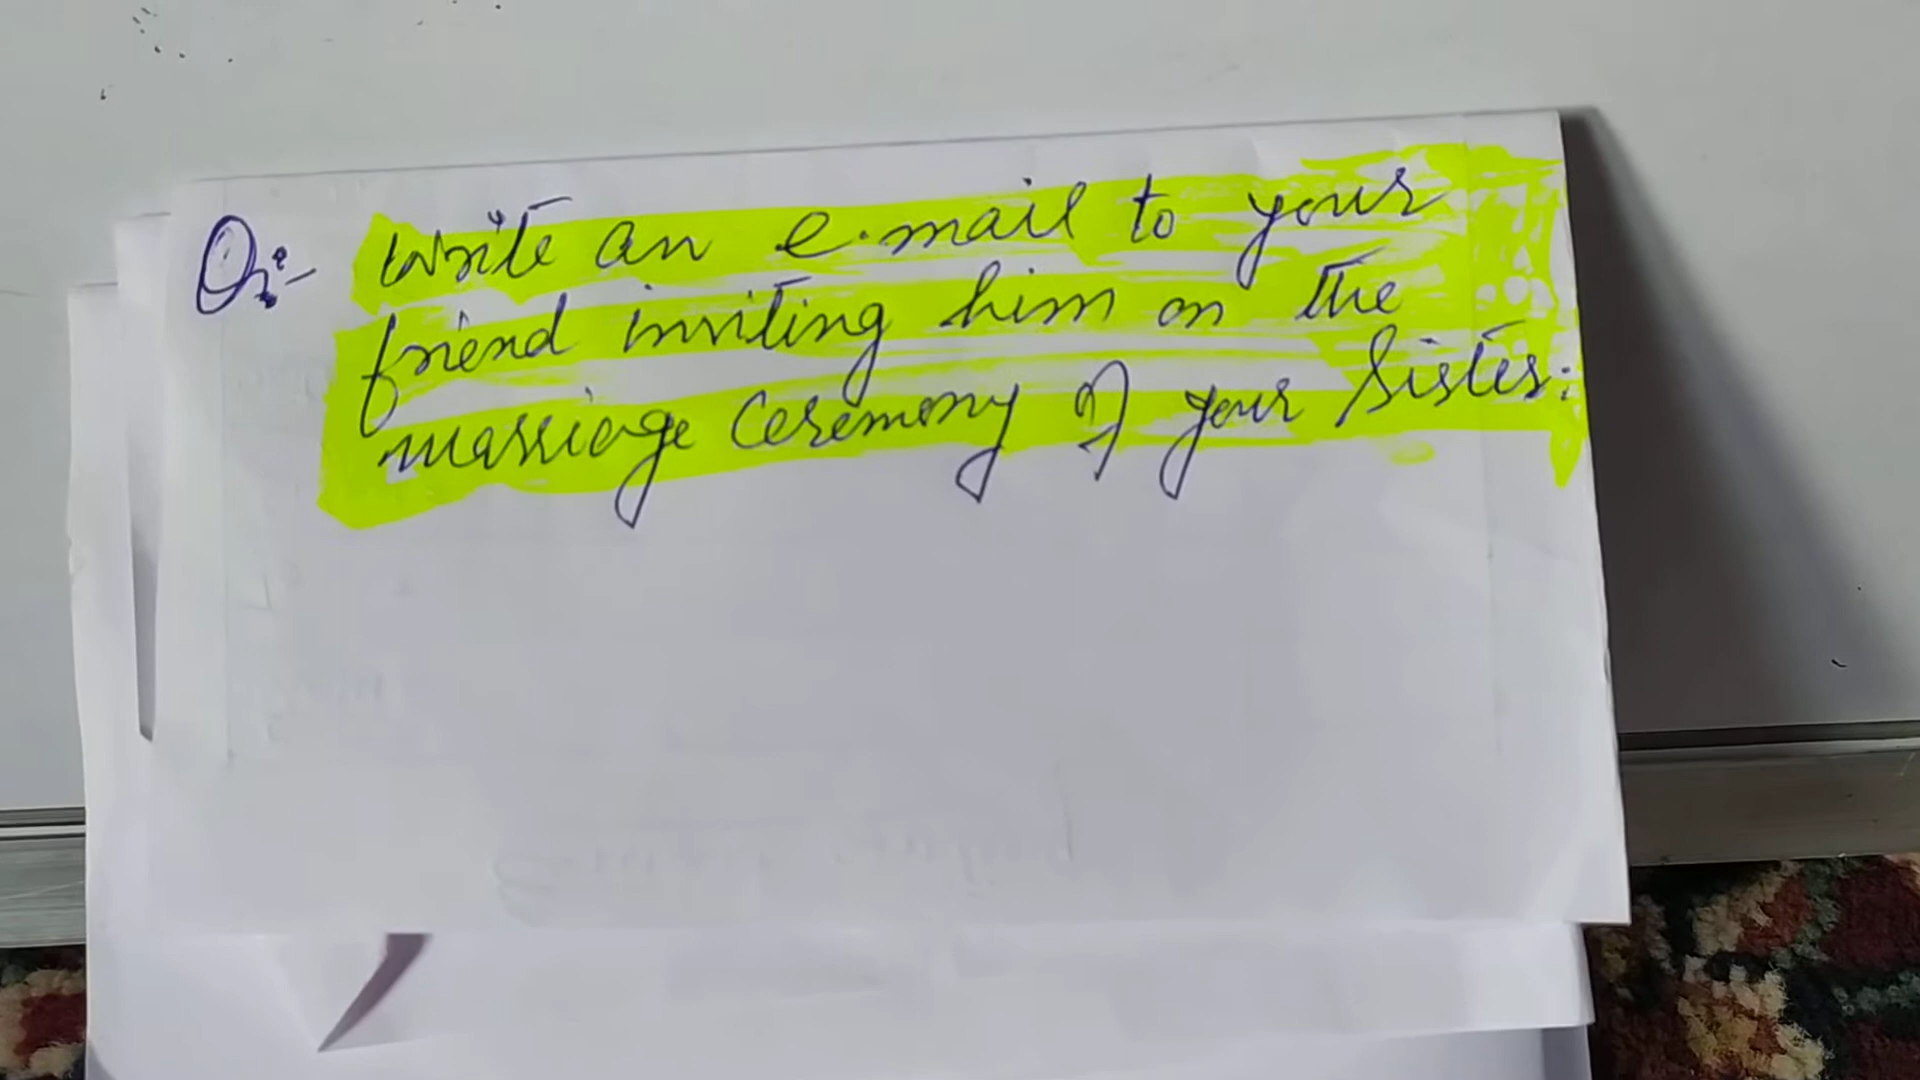 Q:- Write an e.mail to your
friend inviting him on the
marriage ceremony of your Sister.